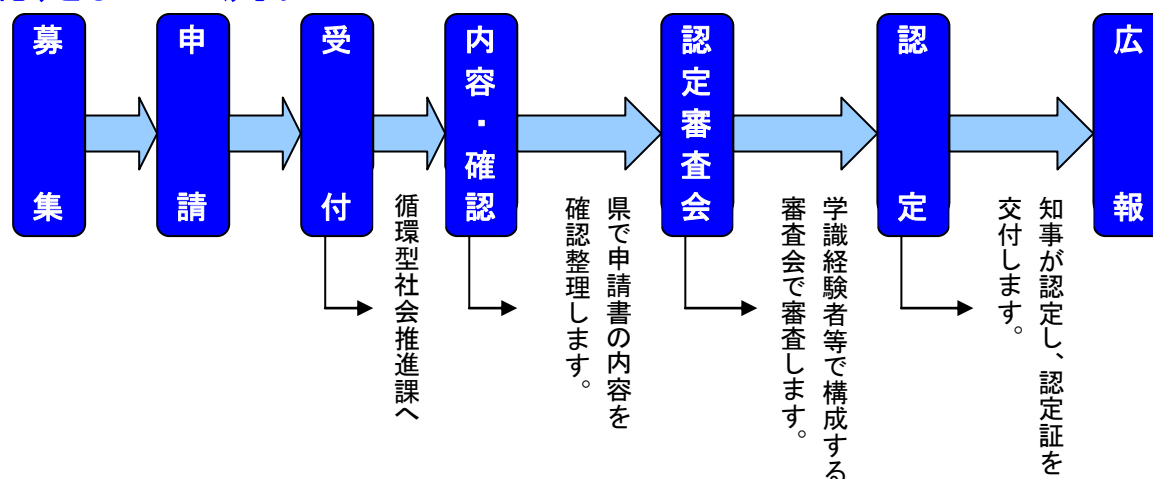 募集
申請
受付
循環型社会推進課へ
内容・確認
県で申請書の内容を
確認整理します。
認定審査会
学識経験者等で構成する
審査会で審査します。
認定
知事が認定し、認定証を
交付します。
広報